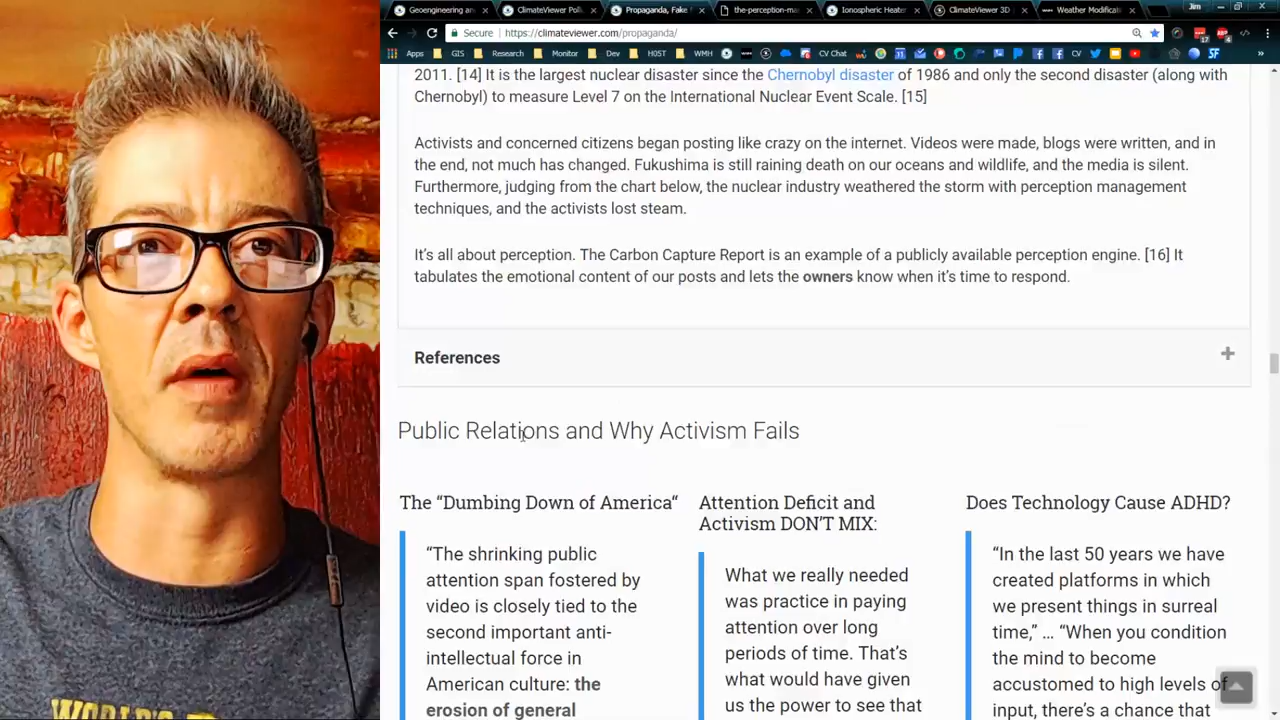 Geoengineering an
ClimateViewer Poll
Propaganda, Fake
the-perception-ma
Ionospheric Heater
ClimateViewer 3D
Weather Modificat
Jim
Secure
https://climateviewer.com/propaganda/
Apps
GIS
Research
Monitor
Dev
H0ST
WMH
CV Chat
CV
SF
2011. [14] It is the largest nuclear disaster since the Chernobyl disaster of 1986 and only the second disaster (along with
Chernobyl) to measure Level 7 on the International Nuclear Event Scale. [15]
Activists and concerned citizens began posting like crazy on the internet. Videos were made, blogs were written, and in
the end, not much has changed. Fukushima is still raining death on our oceans and wildlife, and the media is silent.
Furthermore, judging from the chart below, the nuclear industry weathered the storm with perception management
techniques, and the activists lost steam.
It's all about perception. The Carbon Capture Report is an example of a publicly available perception engine. [16] It
tabulates the emotional content of our posts and lets the owners know when it's time to respond.
References
Public Relations and Why Activism Fails
The “Dumbing Down of America“
“The shrinking public
attention span fostered by
video is closely tied to the
second important anti-
intellectual force in
American culture: the
erosion of general
Attention Deficit and
Activism DON'T MIX:
What we really needed
was practice in paying
attention over long
periods of time. That's
what would have given
us the power to see that
Does Technology Cause ADHD?
“In the last 50 years we have
created platforms in which
we present things in surreal
time,” ... “When you condition
the mind to become
accustomed to high levels of
input, there's a chance that